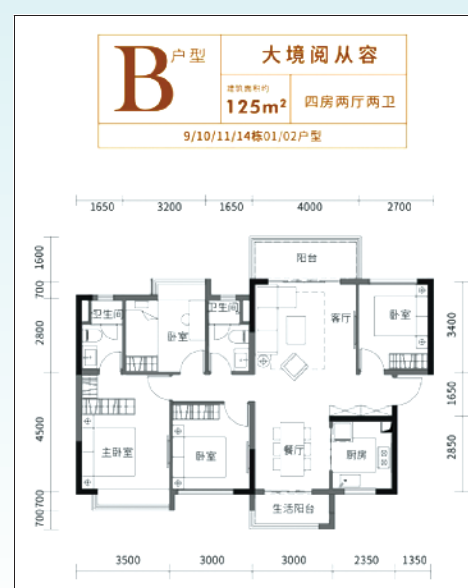 B户型
大境阅从容
建筑面积约
125m²
四房两厅两卫
9/10/11/14栋01/02户型
1650 3200 1650 4000 2700
1600
700
2800
4500
700
700
3400
1650
2850
阳台
卫生间
卧室
卫生间
客厅
卧室
主卧室
卧室
餐厅
厨房
生活阳台
3500 3000 3000 2350 1350